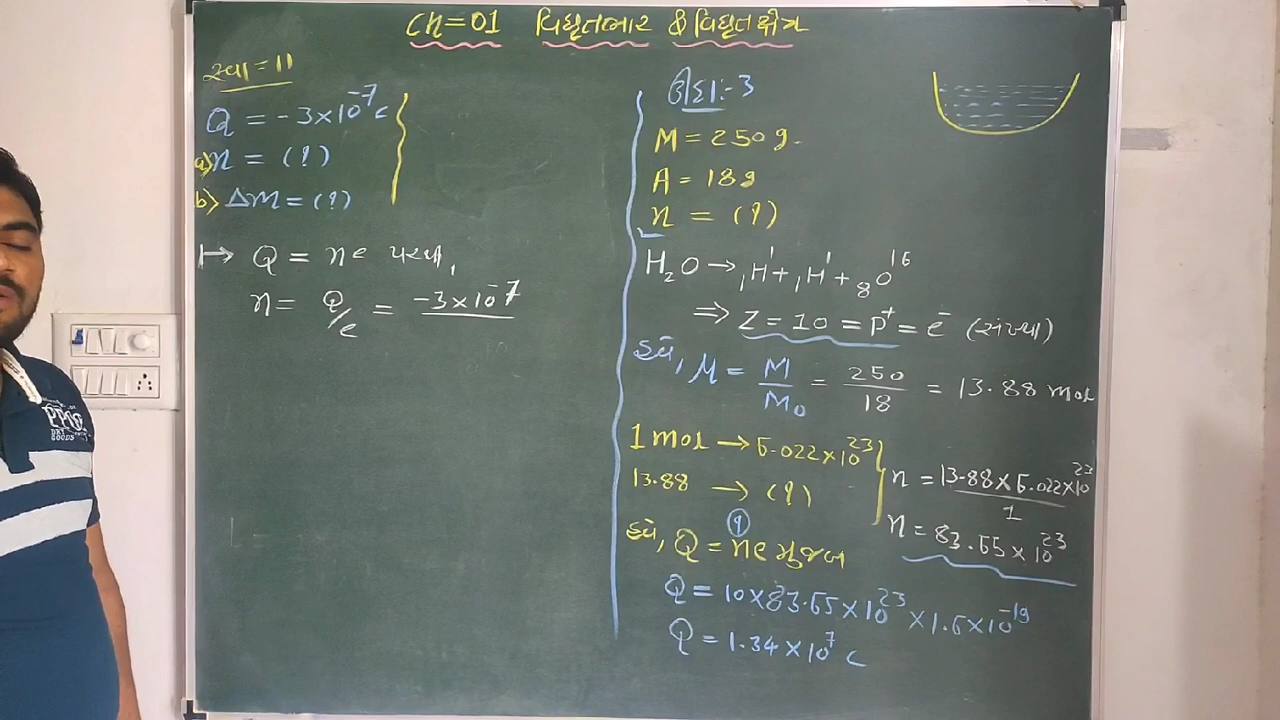 CH=01 વિદ્યુતભાર & વિદ્યુતક્ષેત્ર
સ્વા = 11
Q = -3×10⁻⁷ C
a) n = (?)
b) Δm = (?)
↦ Q = ne પરથી,
n = Q/e = -3×10⁻⁷
ઉદા:-3
M = 250 g.
A = 18 g
n = (?)
H₂O → ₁H¹ + ₁H¹ + ₈O¹⁶
⇒ Z = 10 = P⁺ = e⁻ (સંખ્યા)
હવે, μ = M/M₀ = 250/18 = 13.88 mol
1 mol → 6.022×10²³
13.88 → (?)
n = 13.88×6.022×10²³/1
n = 83.65×10²³
હવે, Q = ne મુજબ
Q = 10×83.65×10²³×1.6×10⁻¹⁹
Q = 1.34×10⁷ C
PPQ
DRY
GOODS